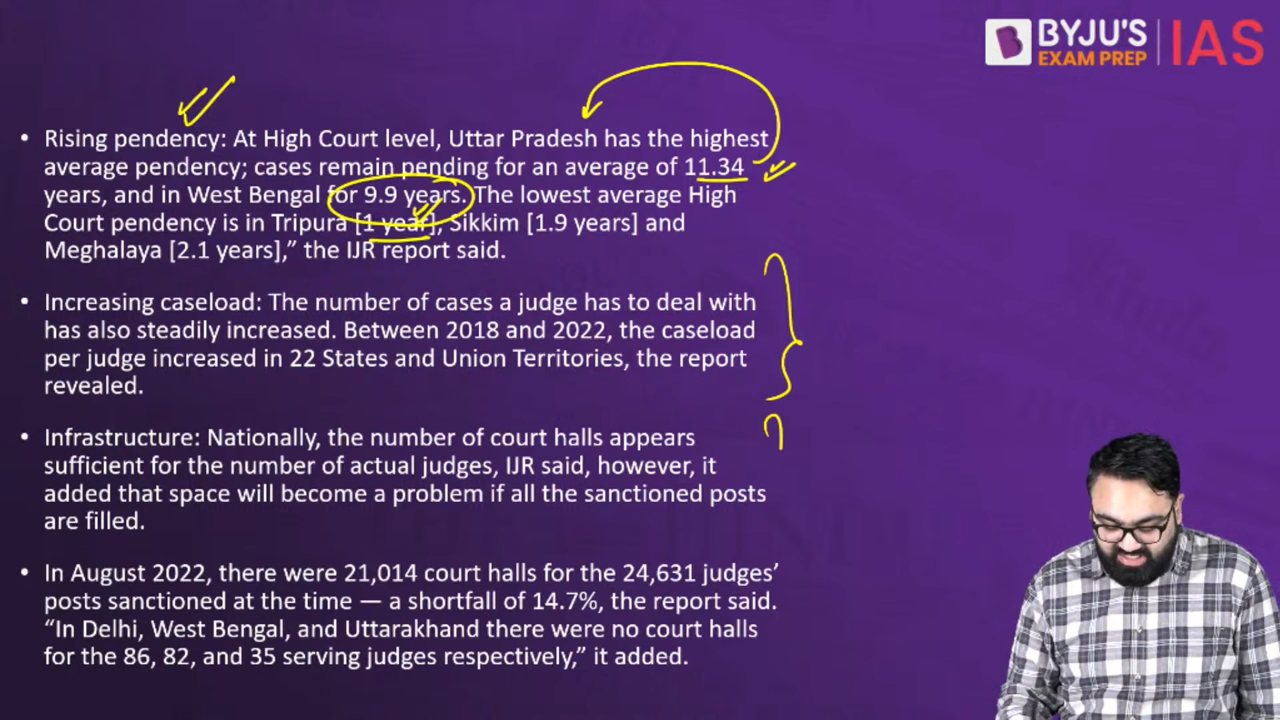 BYJU'S
EXAM PREP
IAS
• Rising pendency: At High Court level, Uttar Pradesh has the highest
average pendency; cases remain pending for an average of 11.34
years, and in West Bengal for 9.9 years. The lowest average High
Court pendency is in Tripura [1 year], Sikkim [1.9 years] and
Meghalaya [2.1 years],” the IJR report said.
• Increasing caseload: The number of cases a judge has to deal with
has also steadily increased. Between 2018 and 2022, the caseload
per judge increased in 22 States and Union Territories, the report
revealed.
• Infrastructure: Nationally, the number of court halls appears
sufficient for the number of actual judges, IJR said, however, it
added that space will become a problem if all the sanctioned posts
are filled.
• In August 2022, there were 21,014 court halls for the 24,631 judges’
posts sanctioned at the time — a shortfall of 14.7%, the report said.
“In Delhi, West Bengal, and Uttarakhand there were no court halls
for the 86, 82, and 35 serving judges respectively,” it added.